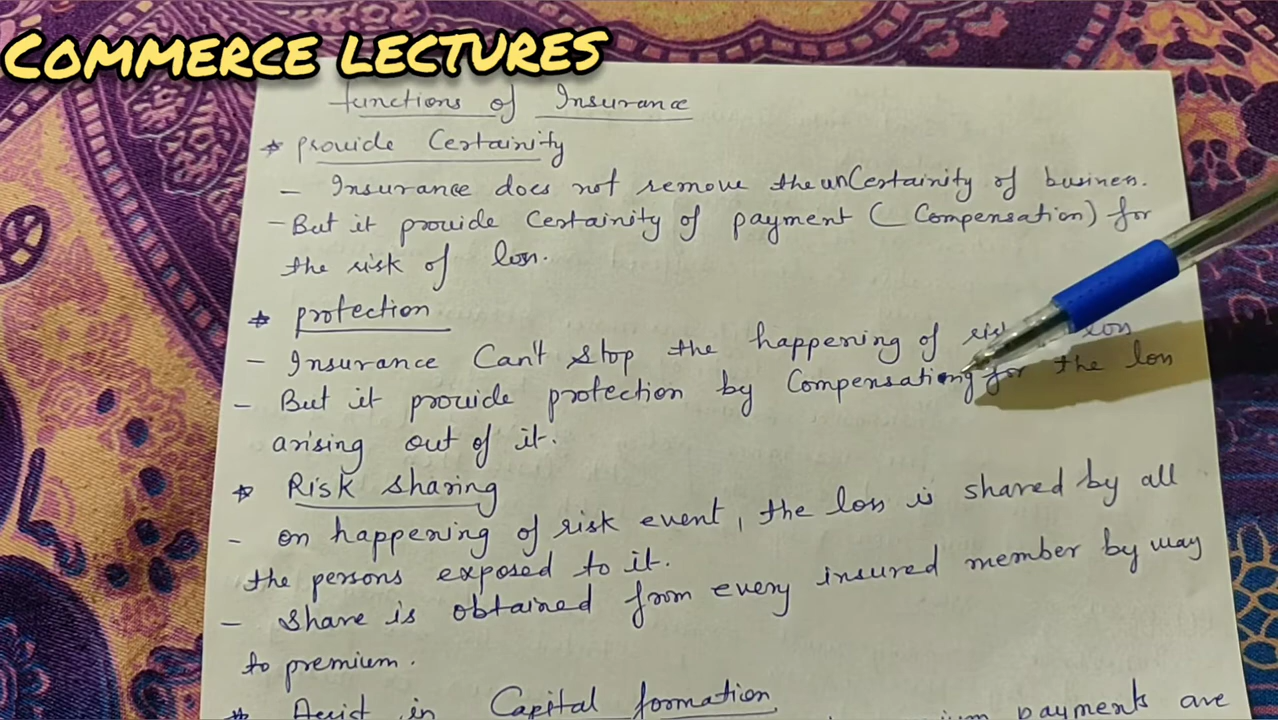 COMMERCE LECTURES
functions of Insurance
* provide Certainity
- Insurance does not remove the unCertainity of business.
- But it provide Certainity of payment ( Compensation) for
the risk of loss.
* protection
- Insurance Can't stop the happening of risk loss
- But it provide protection by Compensationg for the loss
arising out of it.
* Risk sharing
- on happening of risk event, the loss is shared by all
the persons exposed to it.
- share is obtained from every insured member by way
to premium.
* Assist in Capital formation
payments are